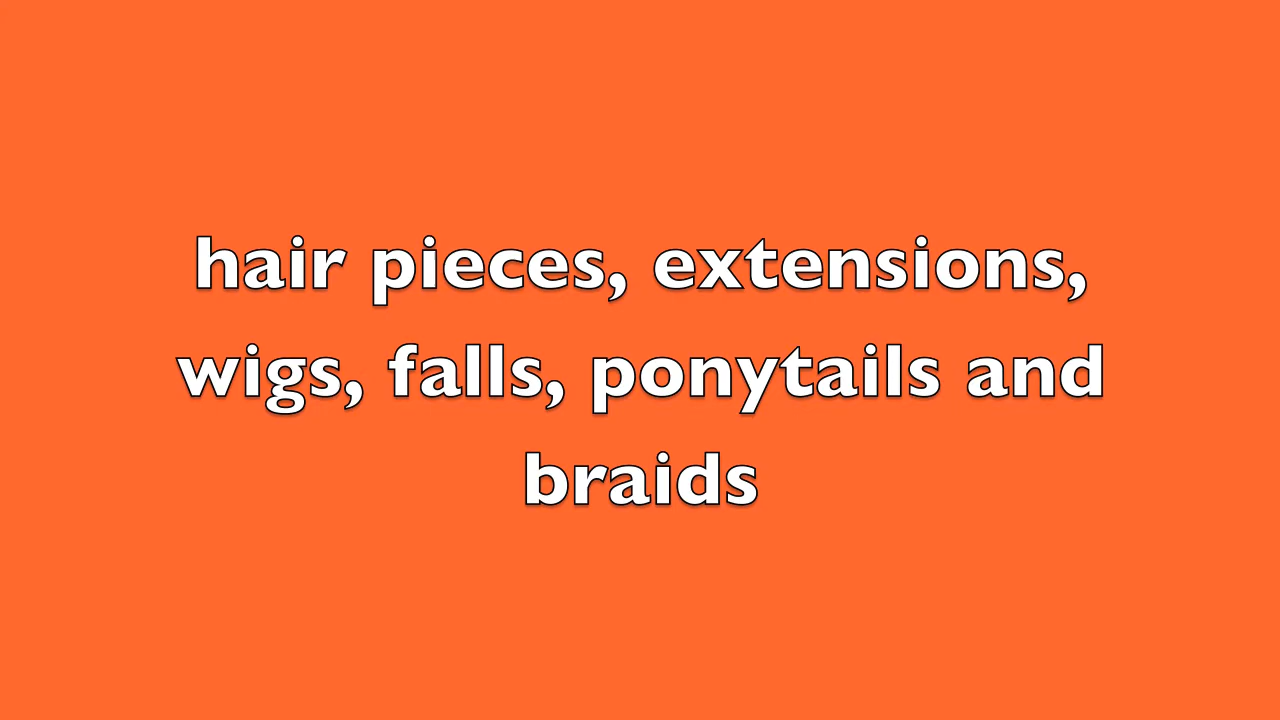 hair pieces, extensions,
wigs, falls, ponytails and
braids